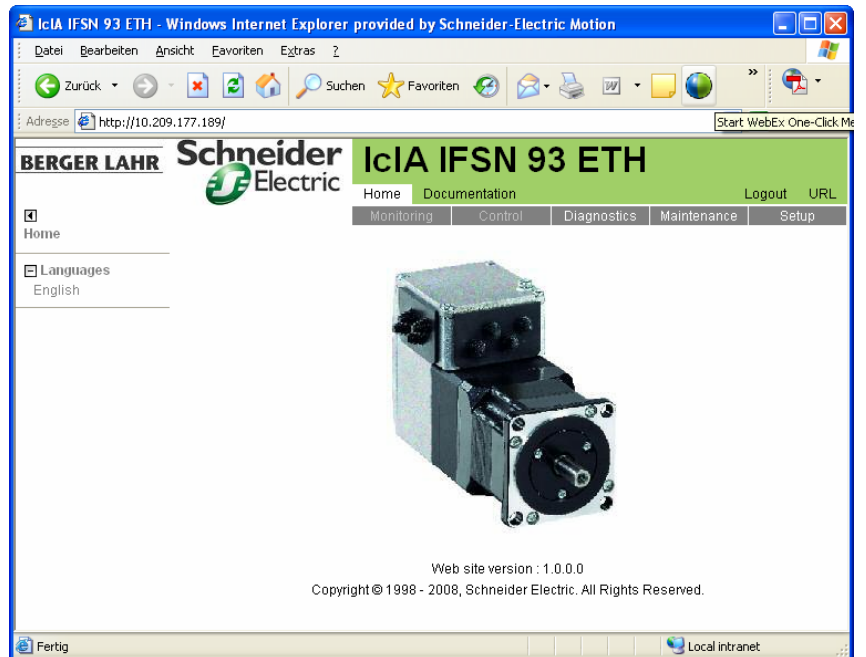 IclA IFSN 93 ETH - Windows Internet Explorer provided by Schneider-Electric Motion
Datei Bearbeiten Ansicht Favoriten Extras ?
Zurück Suchen Favoriten »
Adresse http://10.209.177.189/
Start WebEx One-Click Me
BERGER LAHR
Schneider Electric
IclA IFSN 93 ETH
Home Documentation Logout URL
Monitoring Control Diagnostics Maintenance Setup
Home
Languages
English
Web site version : 1.0.0.0
Copyright © 1998 - 2008, Schneider Electric. All Rights Reserved.
Fertig Local intranet